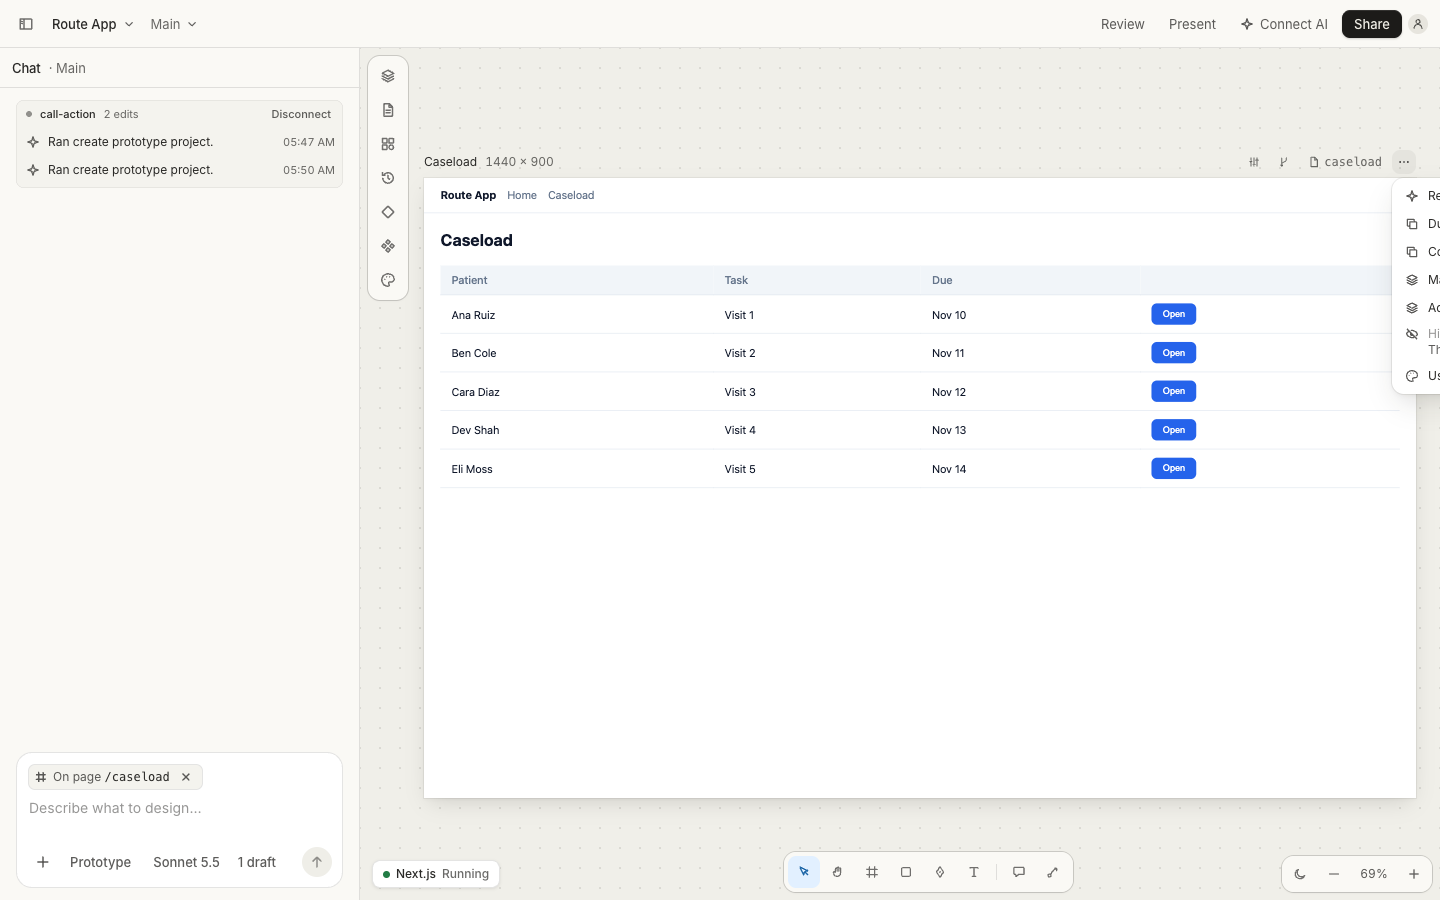 Route App Main Review Present Connect AI Share
Chat · Main
call-action 2 edits Disconnect
Ran create prototype project. 05:47 AM
Ran create prototype project. 05:50 AM
On page /caseload
Describe what to design...
Prototype Sonnet 5.5 1 draft
Caseload 1440 × 900 caseload
Route App Home Caseload
Caseload
Patient Task Due
Ana Ruiz Visit 1 Nov 10 Open
Ben Cole Visit 2 Nov 11 Open
Cara Diaz Visit 3 Nov 12 Open
Dev Shah Visit 4 Nov 13 Open
Eli Moss Visit 5 Nov 14 Open
Next.js Running
69%